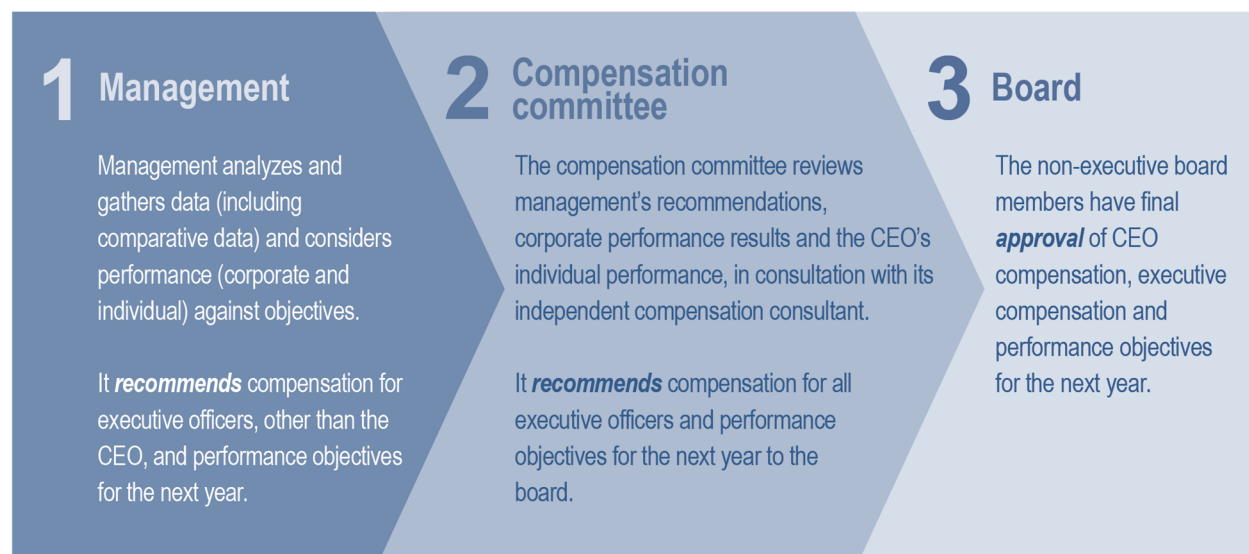 1 Management
Management analyzes and
gathers data (including
comparative data) and considers
performance (corporate and
individual) against objectives.
It recommends compensation for
executive officers, other than the
CEO, and performance objectives
for the next year.
2 Compensation
committee
The compensation committee reviews
management’s recommendations,
corporate performance results and the CEO’s
individual performance, in consultation with its
independent compensation consultant.
It recommends compensation for all
executive officers and performance
objectives for the next year to the
board.
3 Board
The non-executive board
members have final
approval of CEO
compensation, executive
compensation and
performance objectives
for the next year.